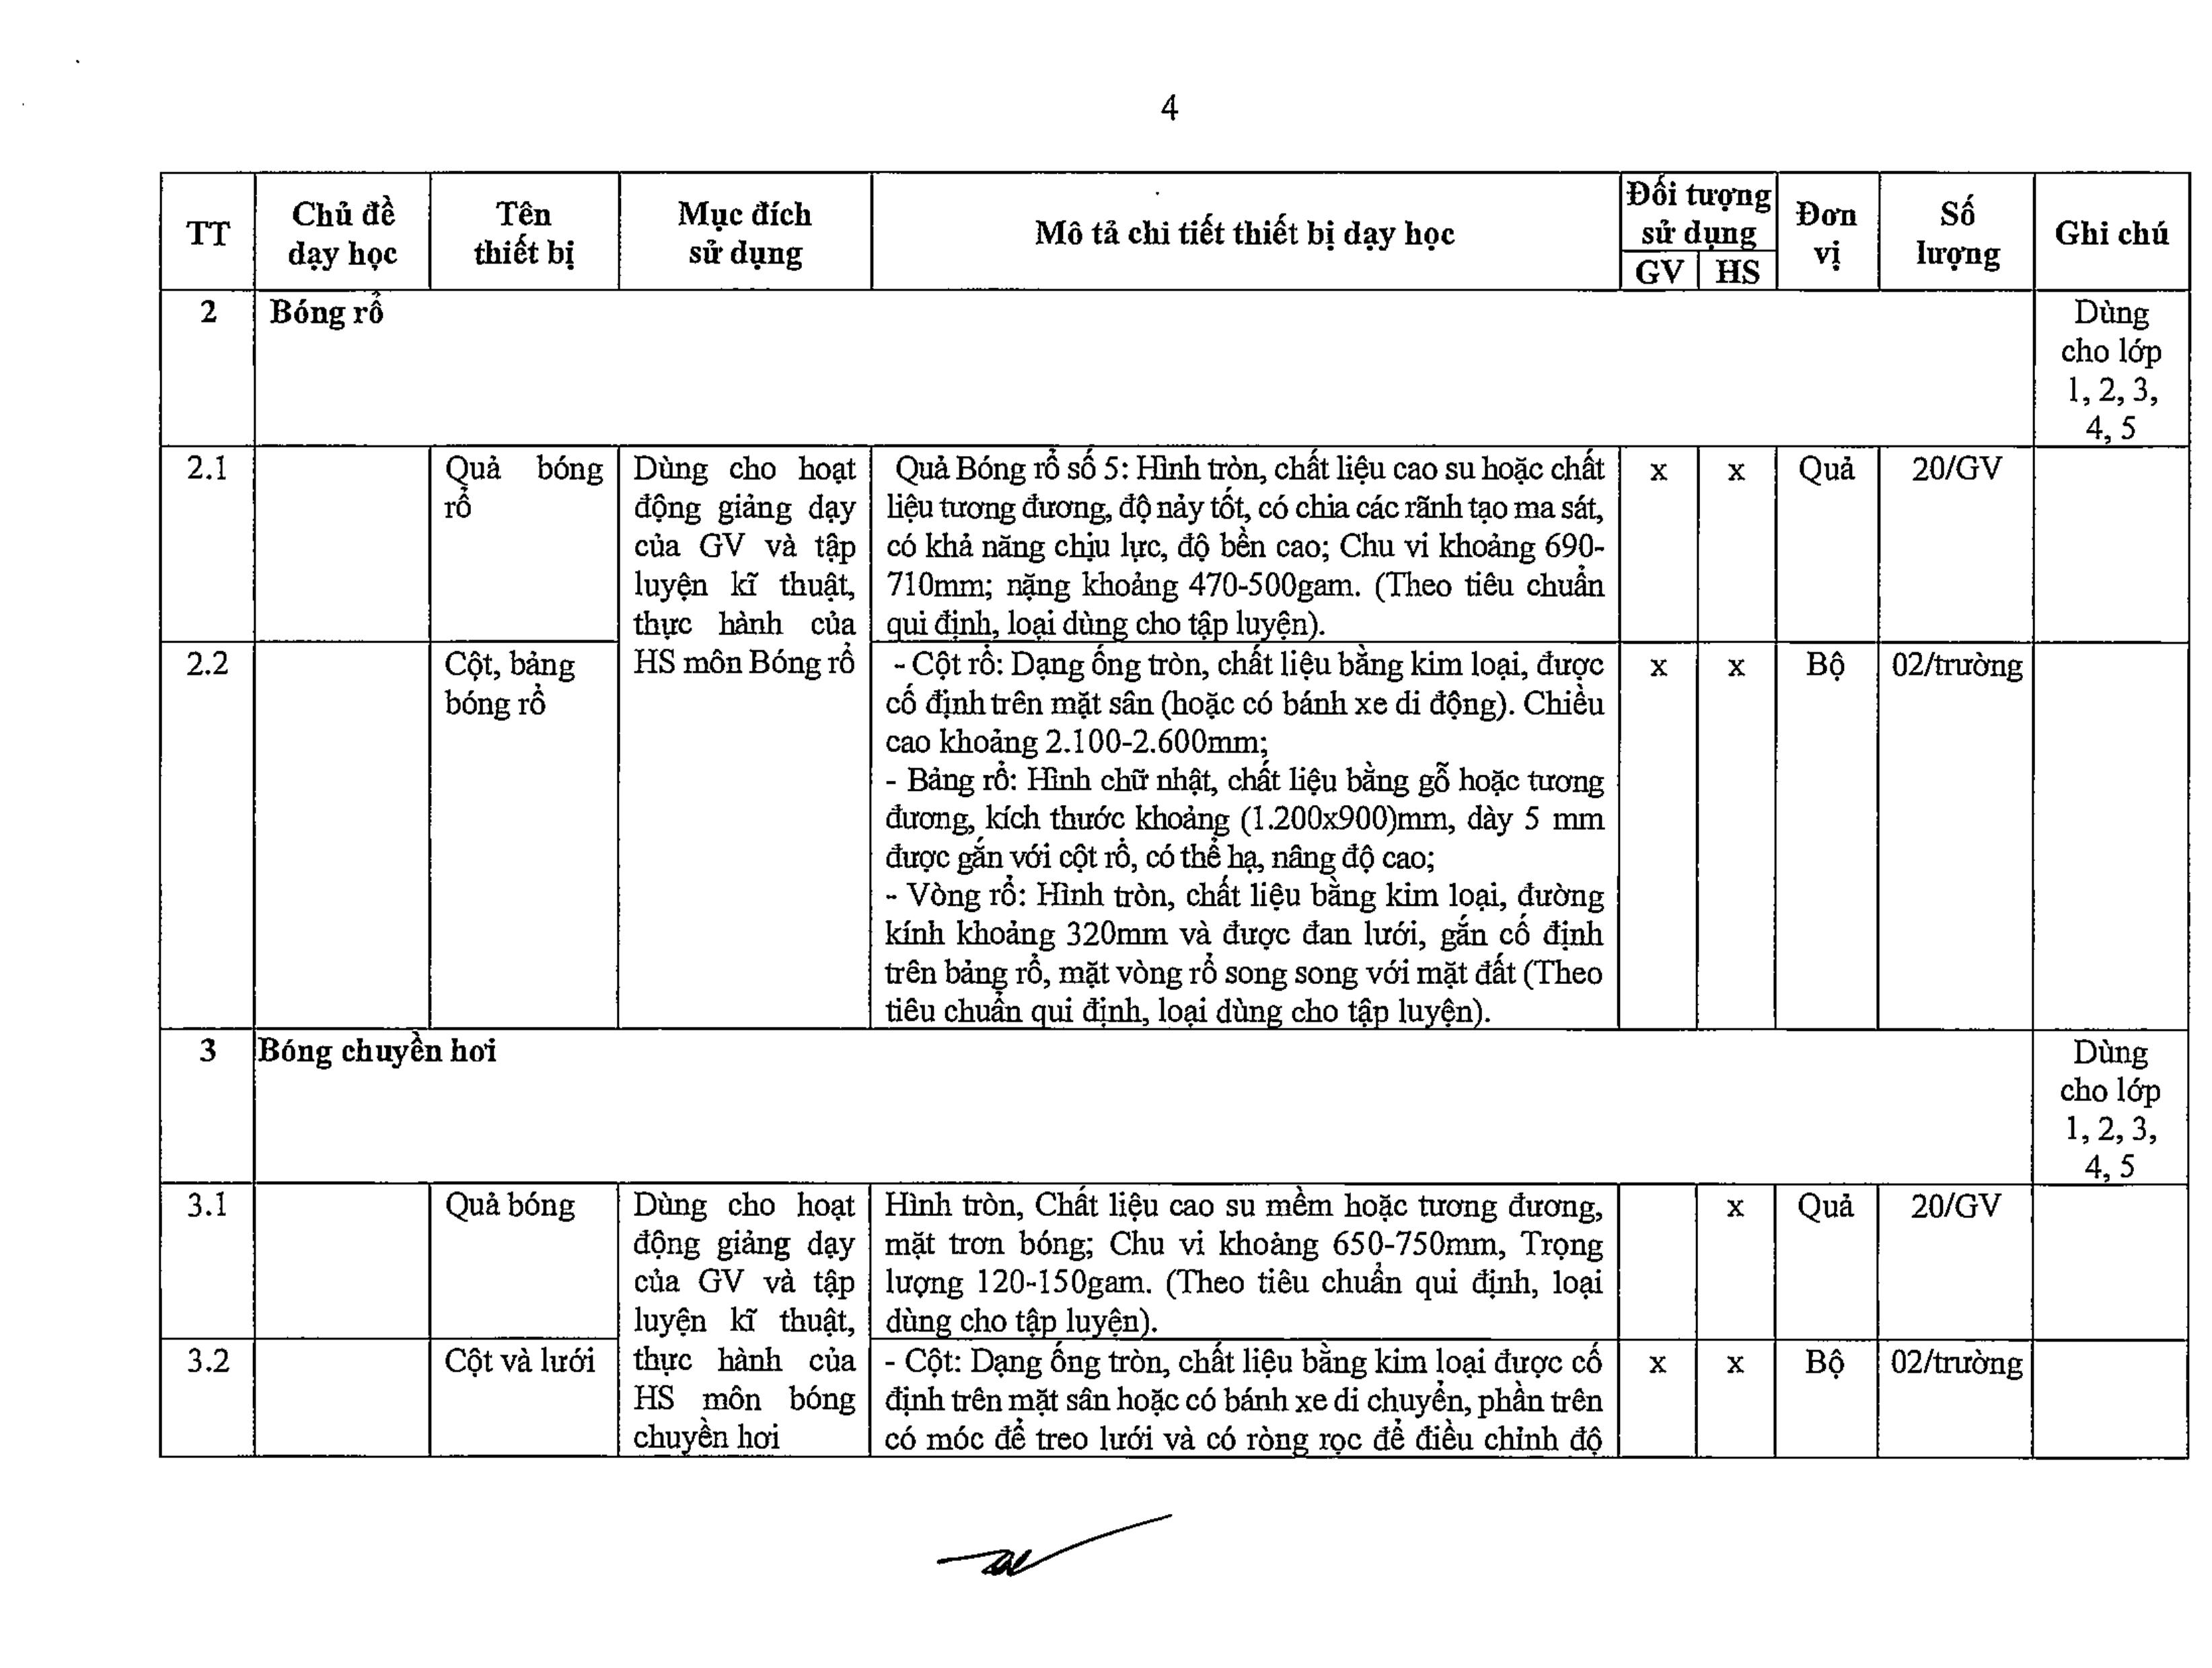 4
TT
Chủ đề
dạy học
Tên
thiết bị
Mục đích
sử dụng
Mô tả chi tiết thiết bị dạy học
Đối tượng
sử dụng
GV HS
Đơn
vị
Số
lượng
Ghi chú
2 Bóng rổ
Dùng
cho lớp
1, 2, 3,
4, 5
2.1
Quả bóng
rổ
Dùng cho hoạt
động giảng dạy
của GV và tập
luyện kĩ thuật,
thực hành của
HS môn Bóng rổ
Quả Bóng rổ số 5: Hình tròn, chất liệu cao su hoặc chất
liệu tương đương, độ nảy tốt, có chia các rãnh tạo ma sát,
có khả năng chịu lực, độ bền cao; Chu vi khoảng 690-
710mm; nặng khoảng 470-500gam. (Theo tiêu chuẩn
qui định, loại dùng cho tập luyện).
x x Quả 20/GV
2.2
Cột, bảng
bóng rổ
- Cột rổ: Dạng ống tròn, chất liệu bằng kim loại, được
cố định trên mặt sân (hoặc có bánh xe di động). Chiều
cao khoảng 2.100-2.600mm;
- Bảng rổ: Hình chữ nhật, chất liệu bằng gỗ hoặc tương
đương, kích thước khoảng (1.200x900)mm, dày 5 mm
được gắn với cột rổ, có thể hạ, nâng độ cao;
- Vòng rổ: Hình tròn, chất liệu bằng kim loại, đường
kính khoảng 320mm và được đan lưới, gắn cố định
trên bảng rổ, mặt vòng rổ song song với mặt đất (Theo
tiêu chuẩn qui định, loại dùng cho tập luyện).
x x Bộ 02/trường
3 Bóng chuyền hơi
Dùng
cho lớp
1, 2, 3,
4, 5
3.1
Quả bóng
Dùng cho hoạt
động giảng dạy
của GV và tập
luyện kĩ thuật,
thực hành của
HS môn bóng
chuyền hơi
Hình tròn, Chất liệu cao su mềm hoặc tương đương,
mặt trơn bóng; Chu vi khoảng 650-750mm, Trọng
lượng 120-150gam. (Theo tiêu chuẩn qui định, loại
dùng cho tập luyện).
x Quả 20/GV
3.2
Cột và lưới
- Cột: Dạng ống tròn, chất liệu bằng kim loại được cố
định trên mặt sân hoặc có bánh xe di chuyển, phần trên
có móc để treo lưới và có ròng rọc để điều chỉnh độ
x x Bộ 02/trường